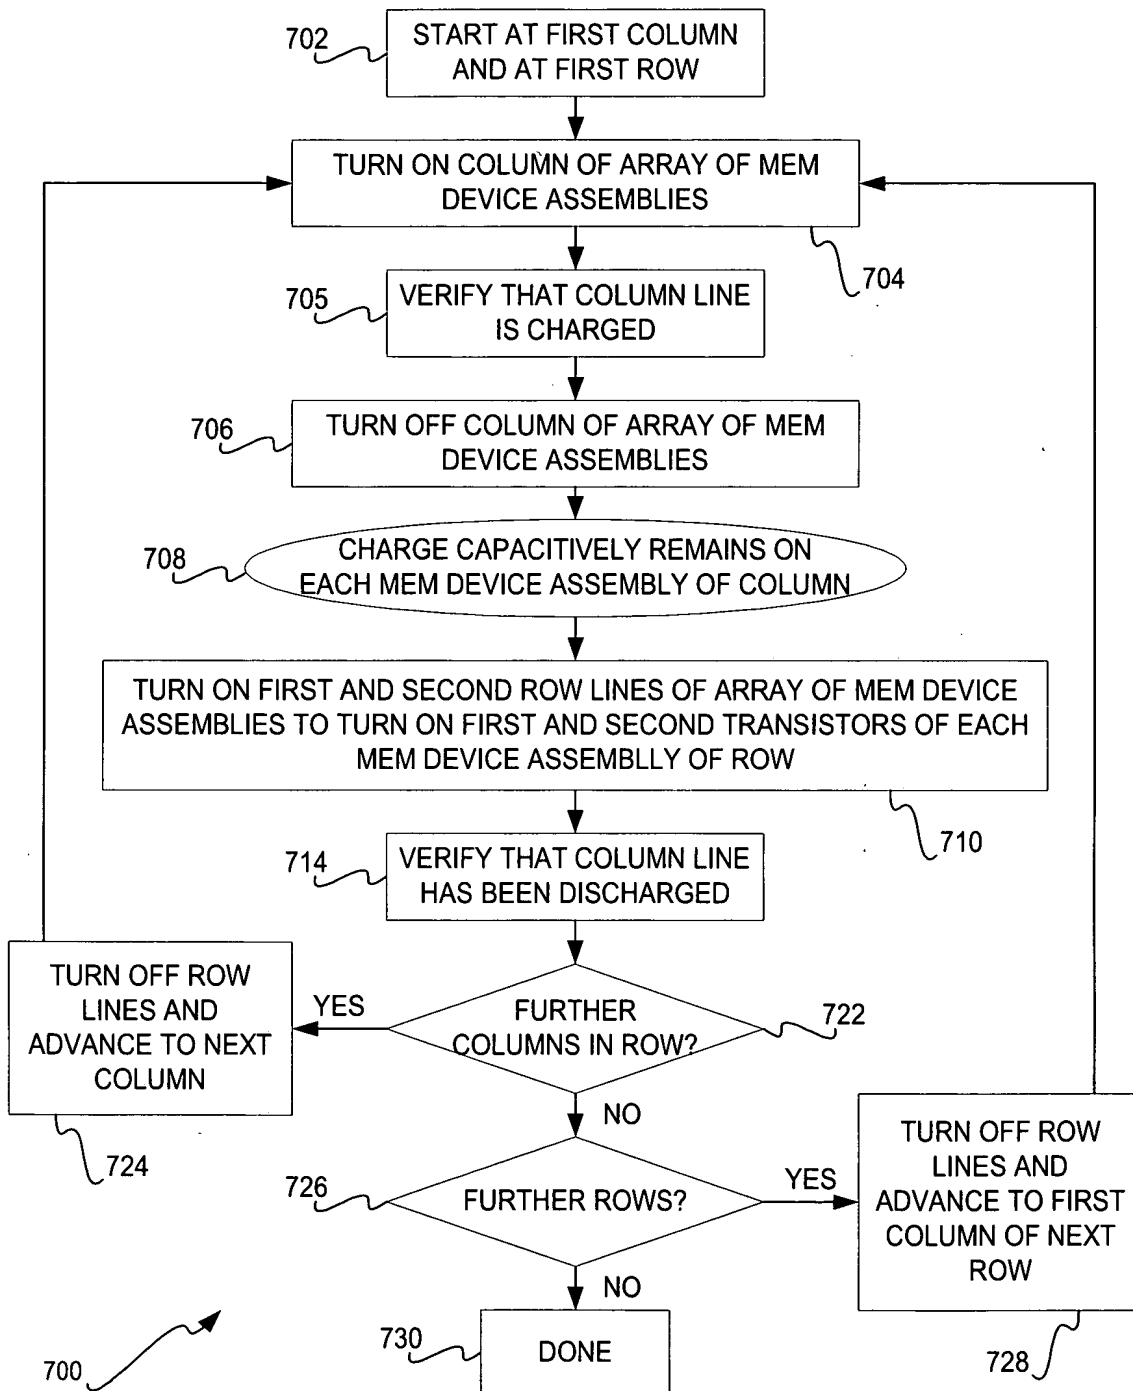 702
START AT FIRST COLUMN
AND AT FIRST ROW
TURN ON COLUMN OF ARRAY OF MEM
DEVICE ASSEMBLIES
704
705
VERIFY THAT COLUMN LINE
IS CHARGED
706
TURN OFF COLUMN OF ARRAY OF MEM
DEVICE ASSEMBLIES
708
CHARGE CAPACITIVELY REMAINS ON
EACH MEM DEVICE ASSEMBLY OF COLUMN
TURN ON FIRST AND SECOND ROW LINES OF ARRAY OF MEM DEVICE
ASSEMBLIES TO TURN ON FIRST AND SECOND TRANSISTORS OF EACH
MEM DEVICE ASSEMBLLY OF ROW
710
714
VERIFY THAT COLUMN LINE
HAS BEEN DISCHARGED
TURN OFF ROW
LINES AND
ADVANCE TO NEXT
COLUMN
724
YES
FURTHER
COLUMNS IN ROW?
722
NO
726
FURTHER ROWS?
YES
TURN OFF ROW
LINES AND
ADVANCE TO FIRST
COLUMN OF NEXT
ROW
728
NO
730
DONE
700